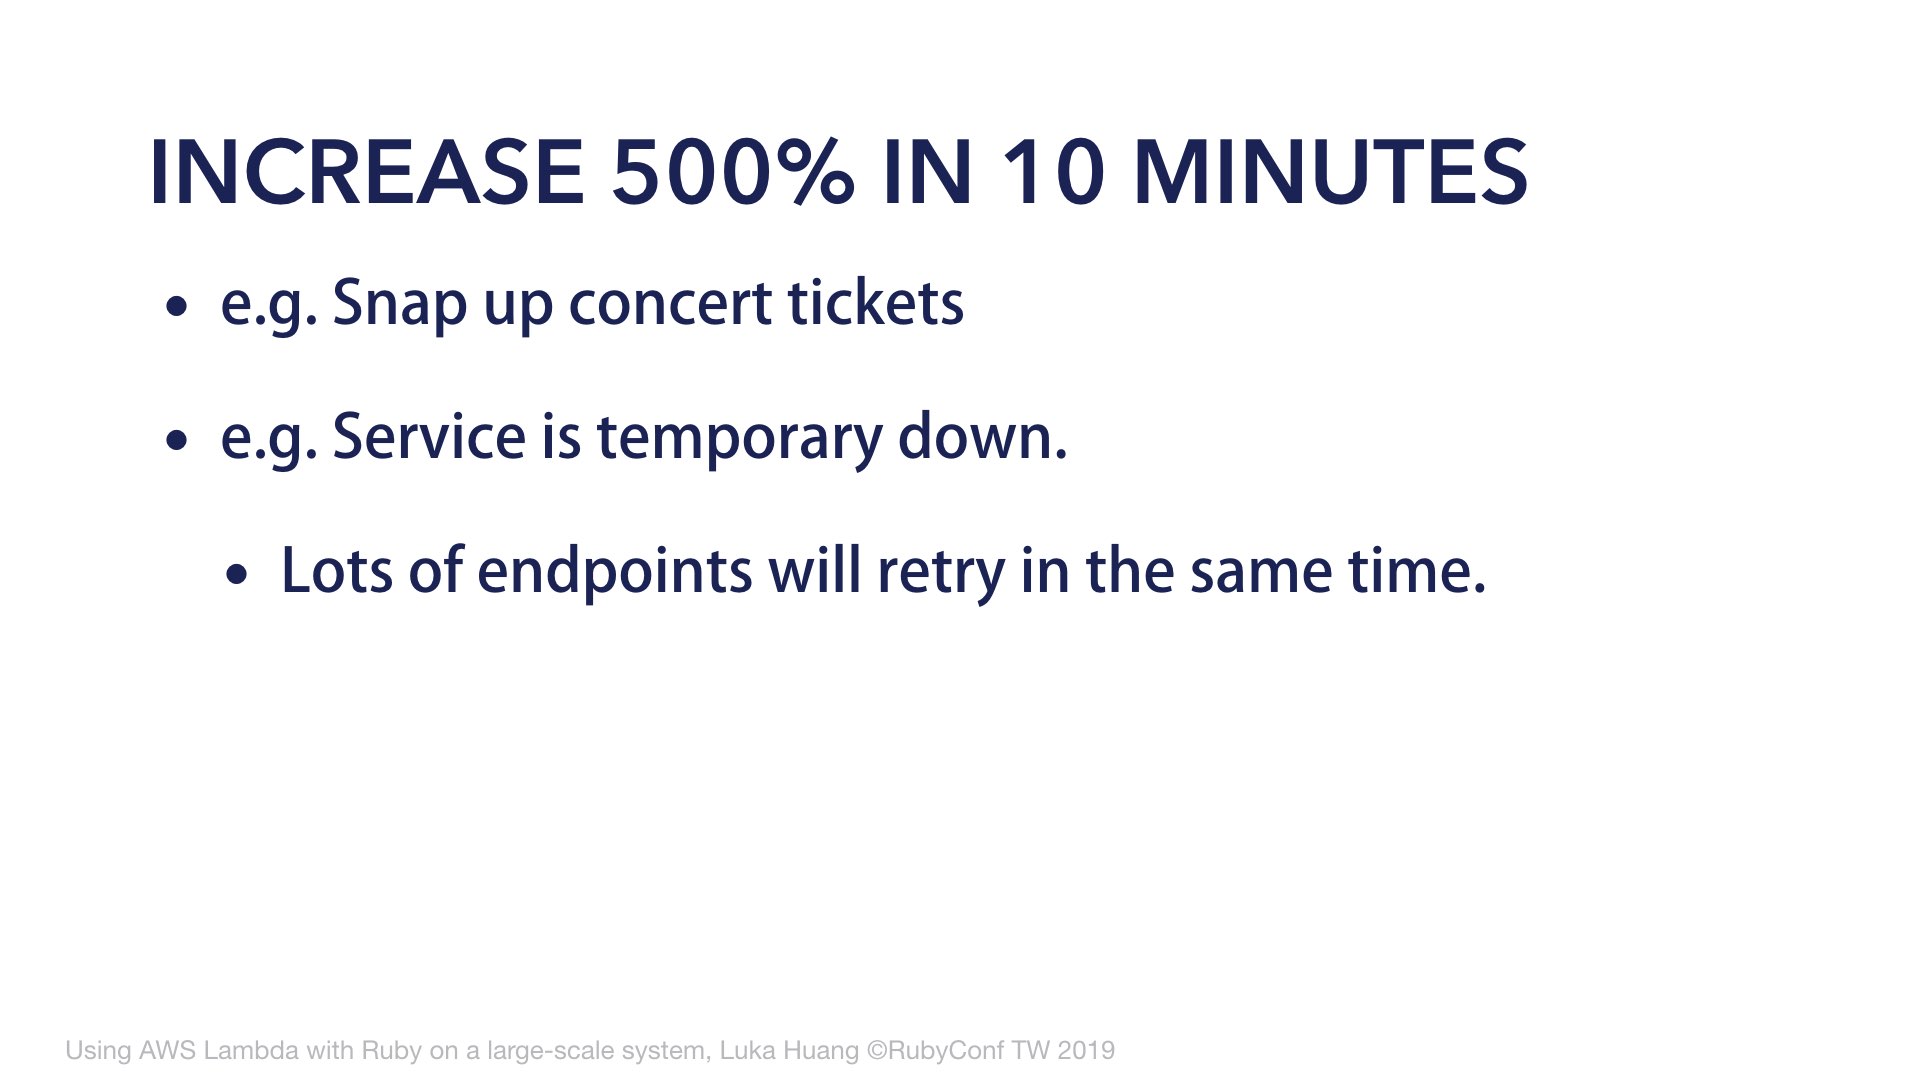 INCREASE 500% IN 10 MINUTES
• e.g. Snap up concert tickets
• e.g. Service is temporary down.
• Lots of endpoints will retry in the same time.
Using AWS Lambda with Ruby on a large-scale system, Luka Huang ©RubyConf TW 2019